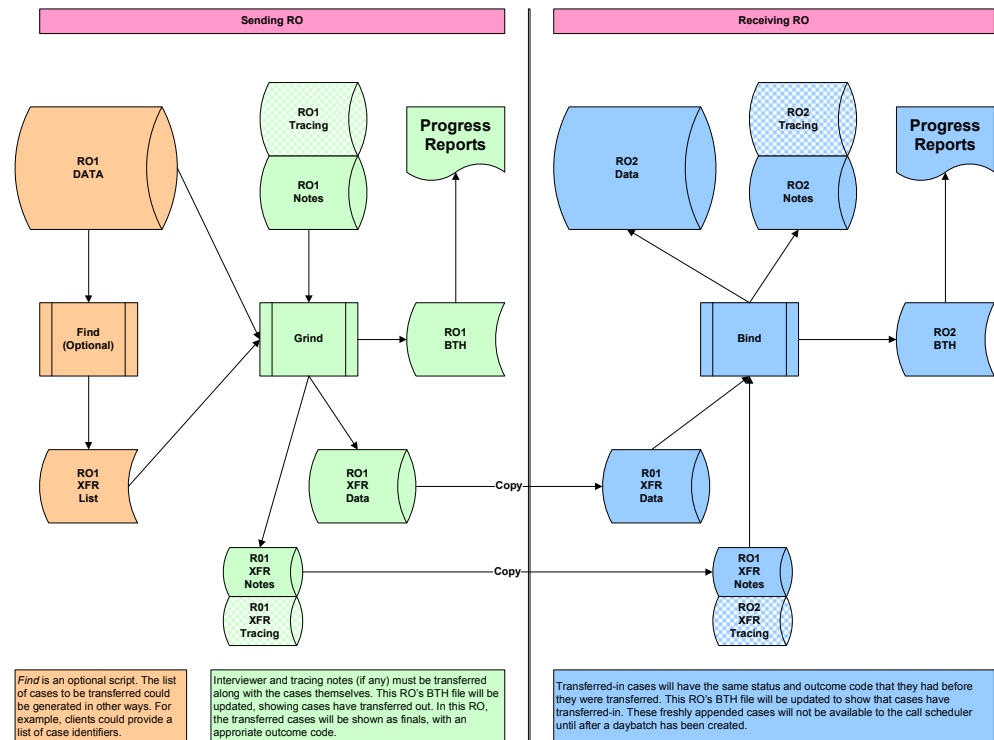 Sending RO
Receiving RO
RO1
DATA
RO1
Tracing
RO1
Notes
Progress
Reports
RO2
Data
RO2
Tracing
RO2
Notes
Progress
Reports
Find
(Optional)
Grind
RO1
BTH
Bind
RO2
BTH
RO1
XFR
List
RO1
XFR
Data
Copy
R01
XFR
Data
R01
XFR
Notes
R01
XFR
Tracing
Copy
RO1
XFR
Notes
RO2
XFR
Tracing
Find is an optional script. The list
of cases to be transferred could
be generated in other ways. For
example, clients could provide a
list of case identifiers.
Interviewer and tracing notes (if any) must be transferred
along with the cases themselves. This RO's BTH file will be
updated, showing cases have transferred out. In this RO,
the transferred cases will be shown as finals, with an
approriate outcome code.
Transferred-in cases will have the same status and outcome code that they had before
they were transferred. This RO's BTH file will be updated to show that cases have
transferred-in. These freshly appended cases will not be available to the call scheduler
until after a daybatch has been created.